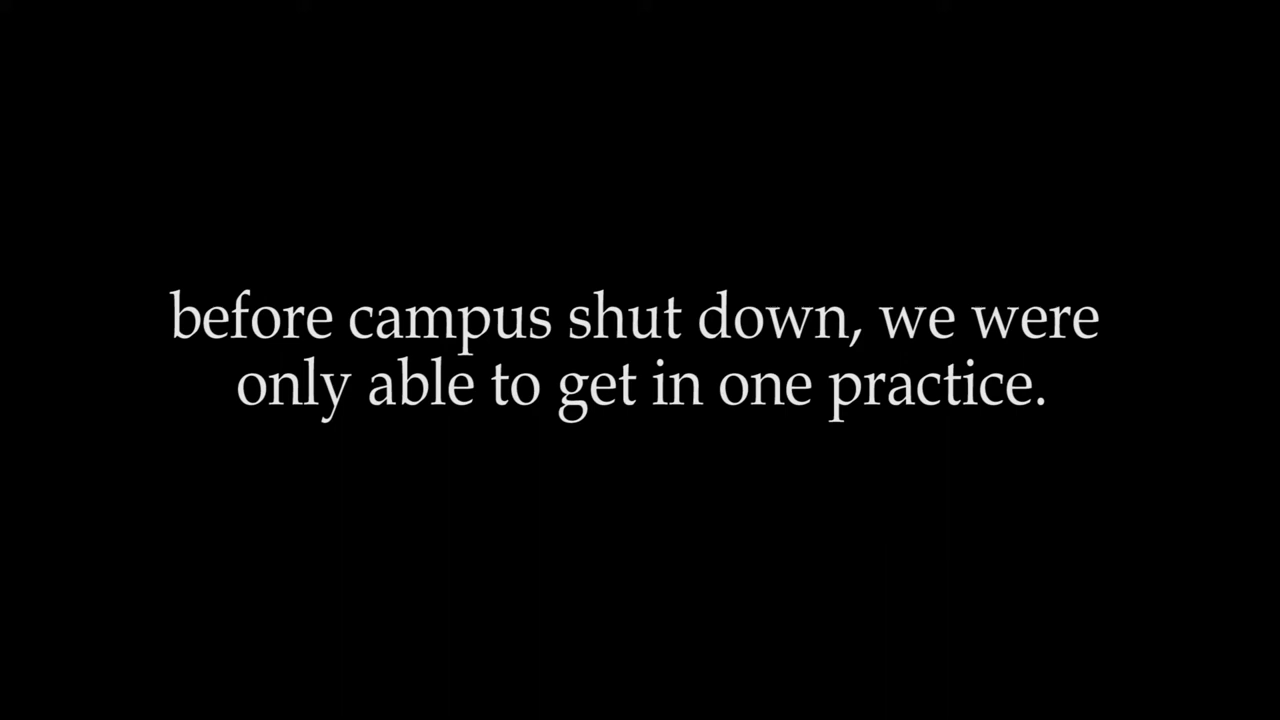 before campus shut down, we were
only able to get in one practice.